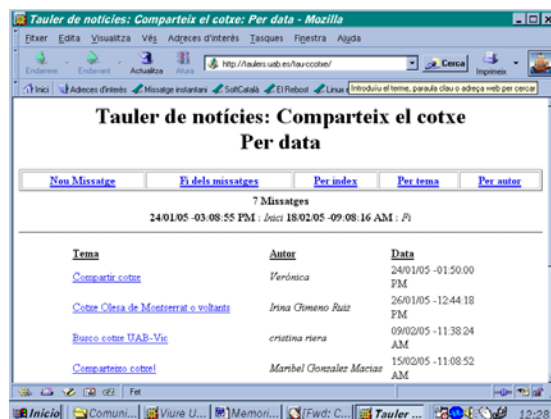 Tauler de notícies: Comparteix el cotxe: Per data - Mozilla
Fitxer Edita Visualitza Vés Adreces d'interès Tasques Finestra Ajuda
Endarrere Endavant Actualitza Atura http://taulers.uab.es/tau-ccotxe/ Cerca Imprimeix
Inici Adreces d'interès Missatge instantani SoftCatalà El Rebost Linux Introduïu el terme, paraula clau o adreça web per cercar
Tauler de notícies: Comparteix el cotxe
Per data
Nou Missatge Fi dels missatges Per index Per tema Per autor
7 Missatges
24/01/05 -03:08:55 PM : Inici 18/02/05 -09:08:16 AM : Fi
Tema Autor Data
Compartir cotxe Verónica 24/01/05 -01:50:00
PM
Cotxe Olesa de Montserrat o voltants Irina Gimeno Ruiz 26/01/05 -12:44:18
PM
Busco cotxe UAB-Vic cristina riera 09/02/05 -11:38:24
AM
Comparteixo cotxe! Maribel Gonzalez Macias 15/02/05 -11:08:52
AM
Fet
Inicio Comuni... Viure U... Memori... [Fwd: C... Tauler ... 12:25